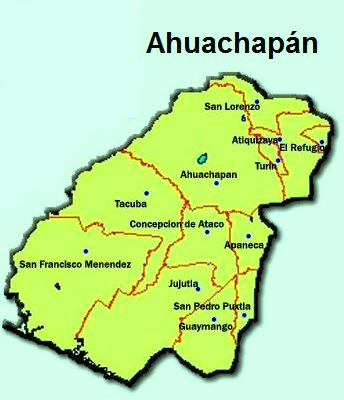 Ahuachapán
San Lorenzo
Atiquizaya
El Refugio
Turin
Ahuachapan
Tacuba
Concepcion de Ataco
Apaneca
San Francisco Menendez
Jujutla
San Pedro Puxtla
Guaymango